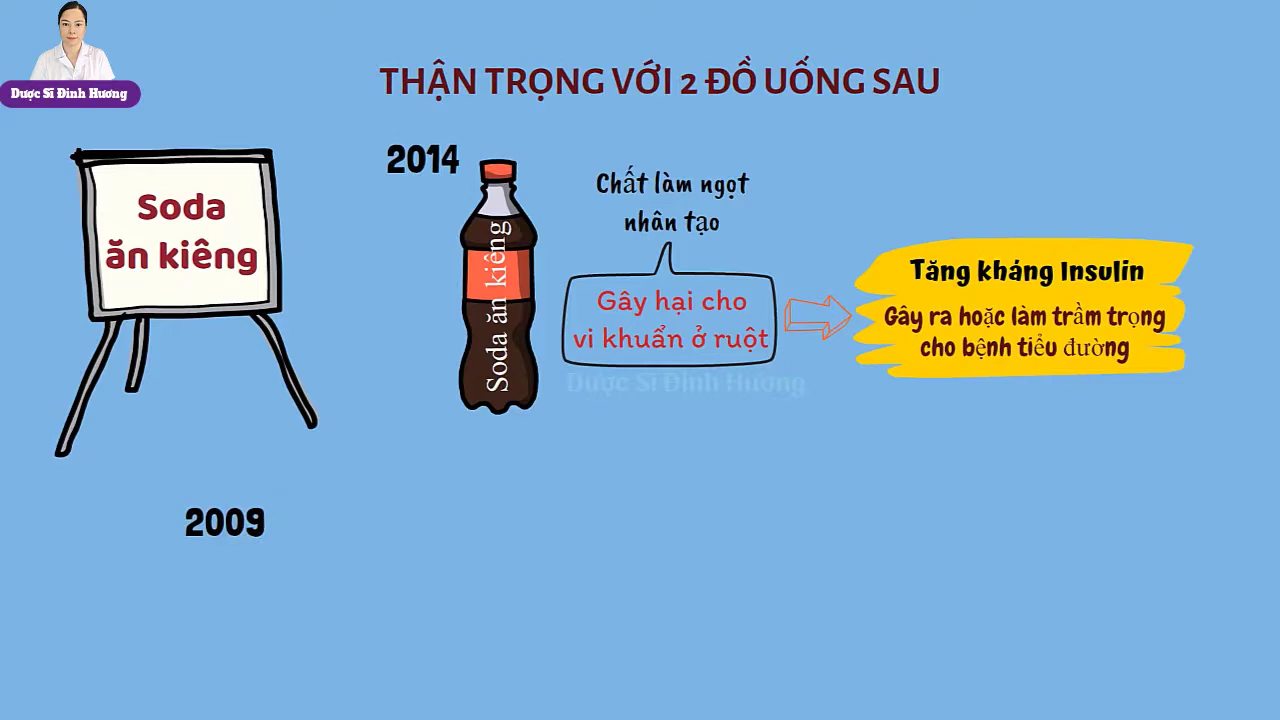 Dược Sĩ Đinh Hương
THẬN TRỌNG VỚI 2 ĐỒ UỐNG SAU
Soda
ăn kiêng
2014
Soda ăn kiêng
Chất làm ngọt
nhân tạo
Gây hại cho
vi khuẩn ở ruột
Tăng kháng Insulin
Gây ra hoặc làm trầm trọng
cho bệnh tiểu đường
Dược Sĩ Đinh Hương
2009